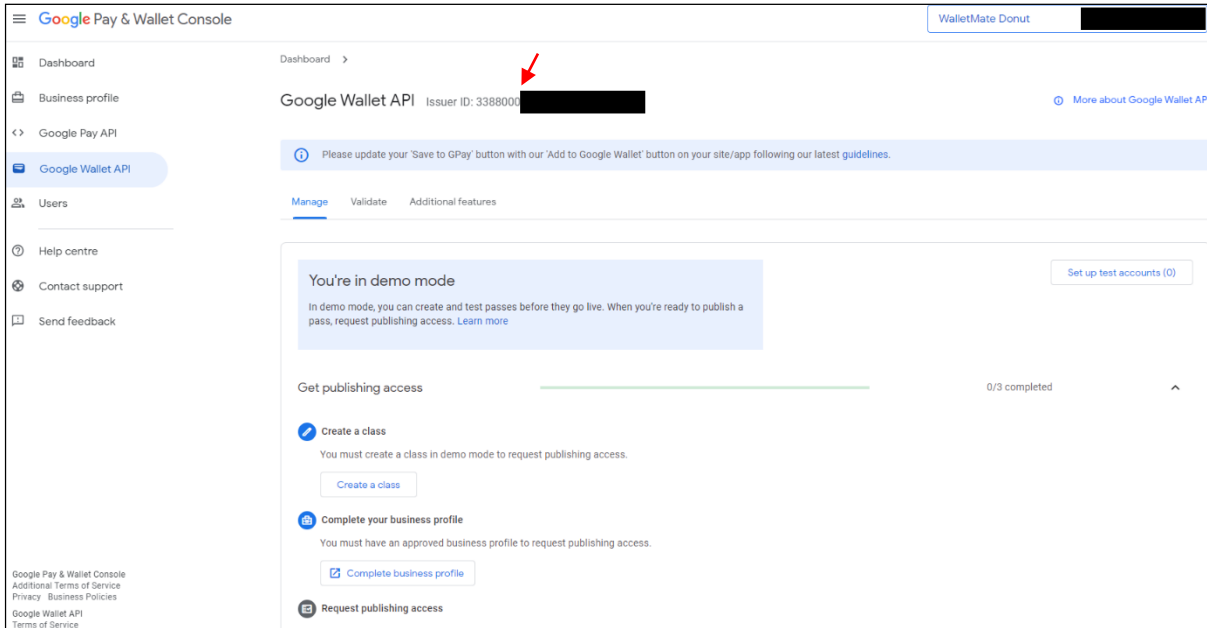 Google Pay & Wallet Console
WalletMate Donut
Dashboard
Business profile
Google Pay API
Google Wallet API
Users
Help centre
Contact support
Send feedback
Google Pay & Wallet Console
Additional Terms of Service
Privacy Business Policies
Google Wallet API
Terms of Service
Dashboard >
Google Wallet API Issuer ID: 3388000
More about Google Wallet AP
Please update your 'Save to GPay' button with our 'Add to Google Wallet' button on your site/app following our latest guidelines.
Manage Validate Additional features
You're in demo mode
In demo mode, you can create and test passes before they go live. When you're ready to publish a
pass, request publishing access. Learn more
Set up test accounts (0)
Get publishing access 0/3 completed
Create a class
You must create a class in demo mode to request publishing access.
Create a class
Complete your business profile
You must have an approved business profile to request publishing access.
Complete business profile
Request publishing access